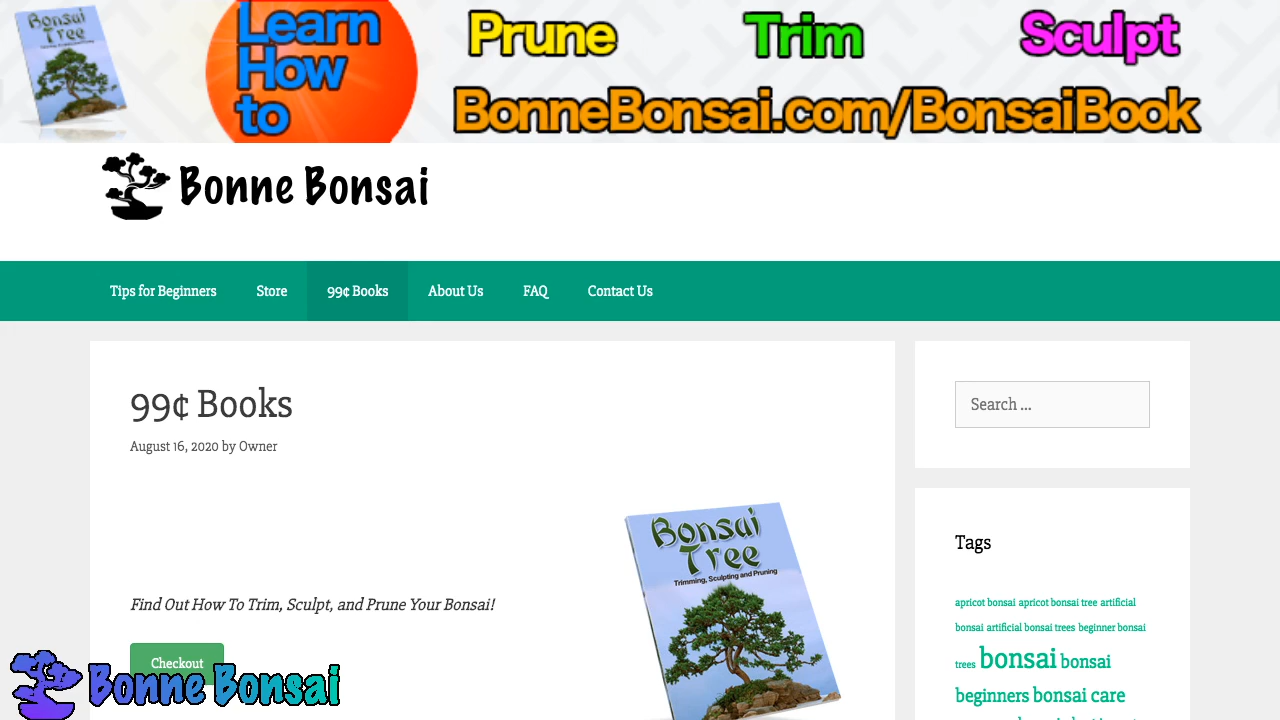 Bonsai
Tree
Learn
How
to
Prune Trim Sculpt
BonneBonsai.com/BonsaiBook
Bonne Bonsai
Tips for Beginners Store 99¢ Books About Us FAQ Contact Us
99¢ Books
August 16, 2020 by Owner
Find Out How To Trim, Sculpt, and Prune Your Bonsai!
Checkout
Bonsai
Tree
Trimming, Sculpting and Pruning
Search ...
Tags
apricot bonsai apricot bonsai tree artificial
bonsai artificial bonsai trees beginner bonsai
trees bonsai bonsai
beginners bonsai care
Bonne Bonsai